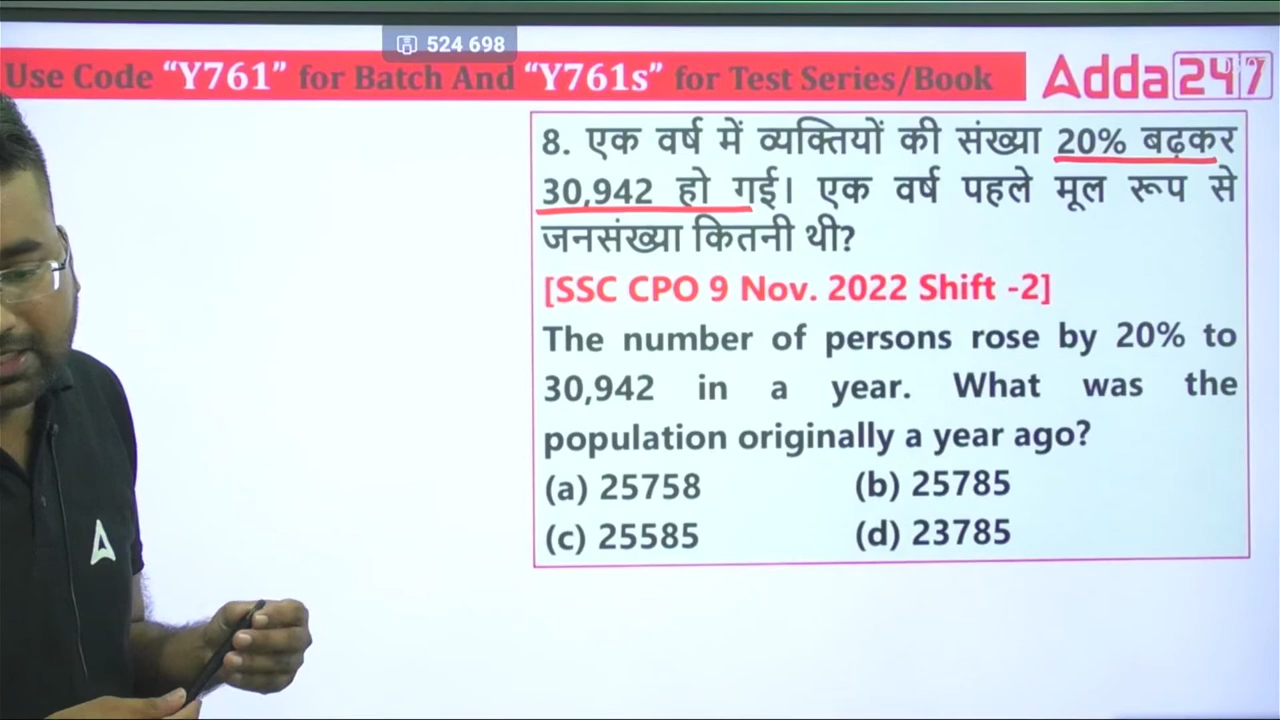 524 698
Use Code “Y761” for Batch And “Y761s” for Test Series/Book
Adda247
8. एक वर्ष में व्यक्तियों की संख्या 20% बढ़कर
30,942 हो गई। एक वर्ष पहले मूल रूप से
जनसंख्या कितनी थी?
[SSC CPO 9 Nov. 2022 Shift -2]
The number of persons rose by 20% to
30,942 in a year. What was the
population originally a year ago?
(a) 25758 (b) 25785
(c) 25585 (d) 23785